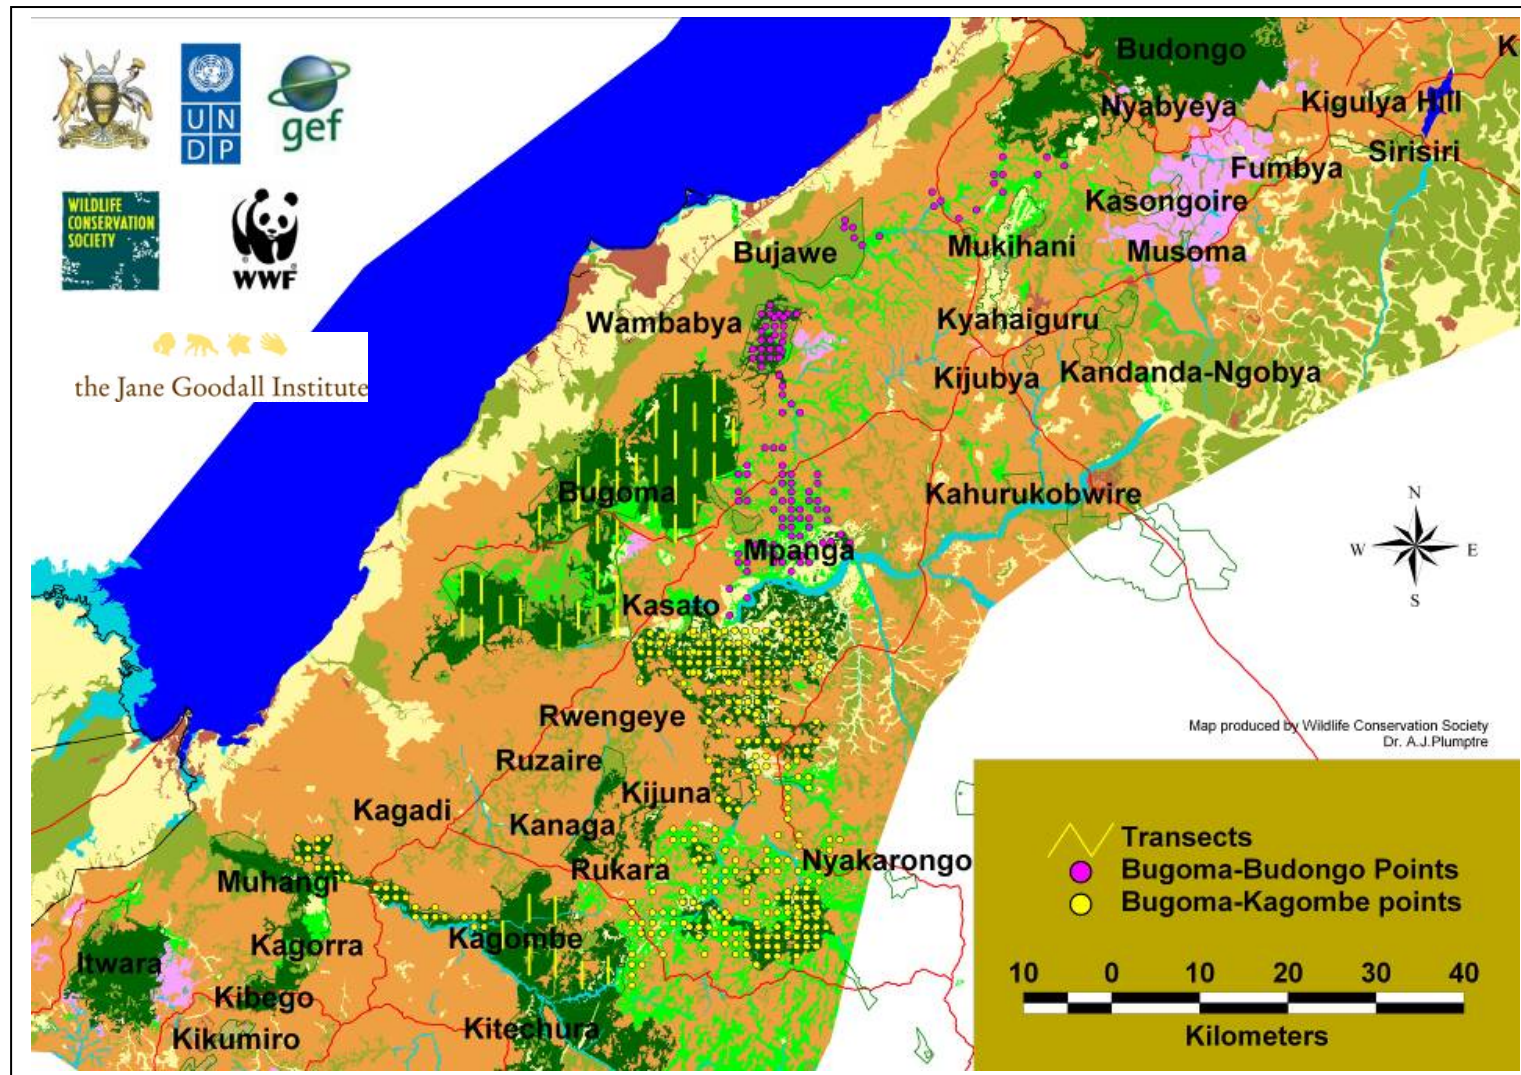 U N
D P
gef
WILDLIFE
CONSERVATION
SOCIETY
WWF
the Jane Goodall Institute
Budongo
K
Nyabyeya
Kigulya Hill
Sirisiri
Fumbya
Kasongoire
Mukihani
Musoma
Bujawe
Wambabya
Kyahaiguru
Kijubya
Kandanda-Ngobya
Bugoma
Kahurukobwire
Mpanga
Kasato
N
W
E
S
Rwengeye
Ruzaire
Kijuna
Kagadi
Kanaga
Rukara
Nyakarongo
Muhangi
Kagombe
Kagorra
Itwara
Kibego
Kikumiro
Kitechura
Map produced by Wildlife Conservation Society
Dr. A.J.Plumptre
Transects
Bugoma-Budongo Points
Bugoma-Kagombe points
10 0 10 20 30 40
Kilometers